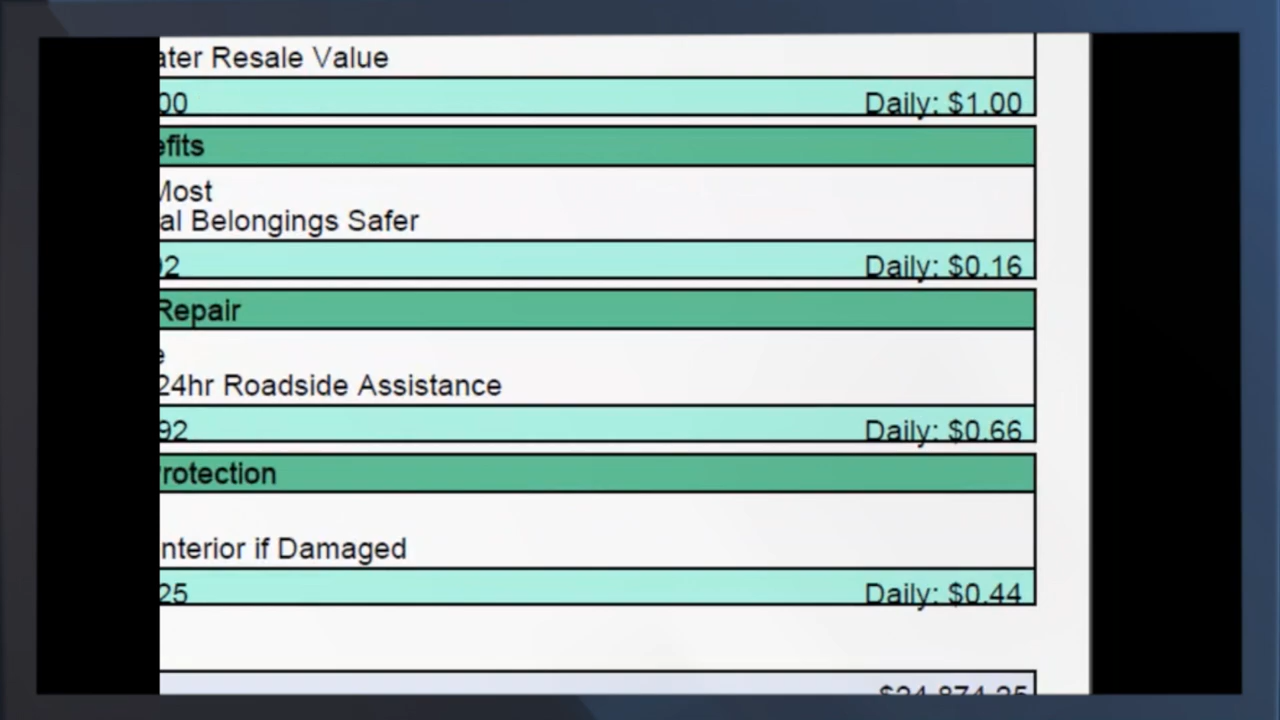 ater Resale Value
00 Daily: $1.00
efits
Most
al Belongings Safer
92 Daily: $0.16
Repair
e
24hr Roadside Assistance
92 Daily: $0.66
rotection
nterior if Damaged
25 Daily: $0.44